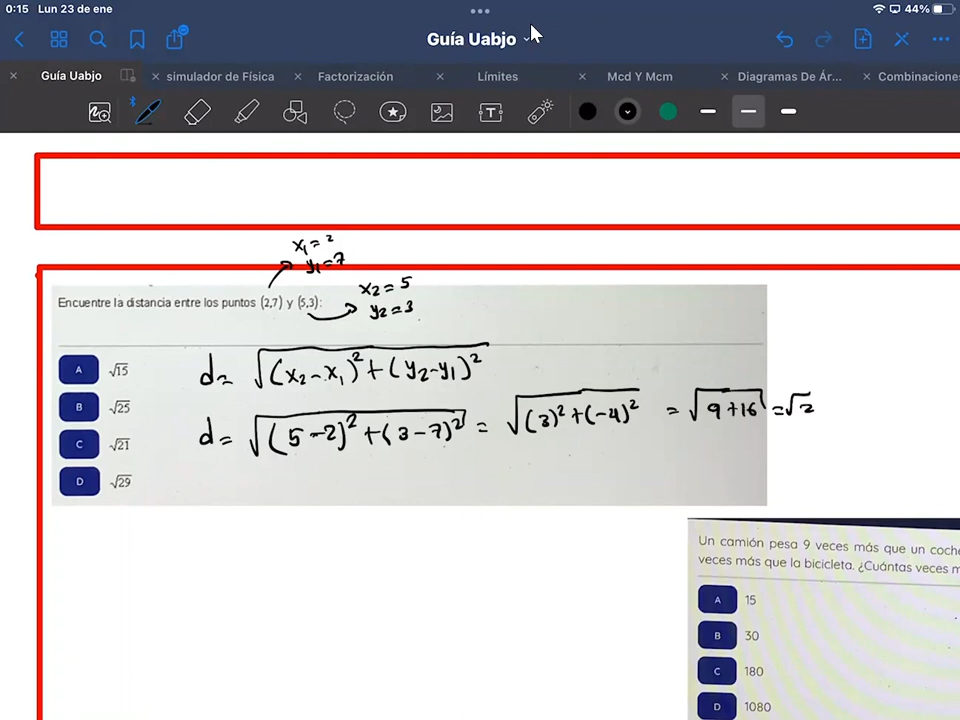 0:15 Lun 23 de ene 44%
Guía Uabjo
Guía Uabjo simulador de Física Factorización Límites Mcd Y Mcm Diagramas De Ár... Combinaciones
x₁ = 2
y₁ = 7
Encuentre la distancia entre los puntos (2,7) y (5,3):
x₂ = 5
y₂ = 3
A √15
B √25
C √21
D √29
d = √(x₂ - x₁)² + (y₂ - y₁)²
d = √(5 - 2)² + (3 - 7)² = √(3)² + (-4)² = √9 + 16 = √2
Un camión pesa 9 veces más que un coche
veces más que la bicicleta. ¿Cuántas veces m
A 15
B 30
C 180
D 1080